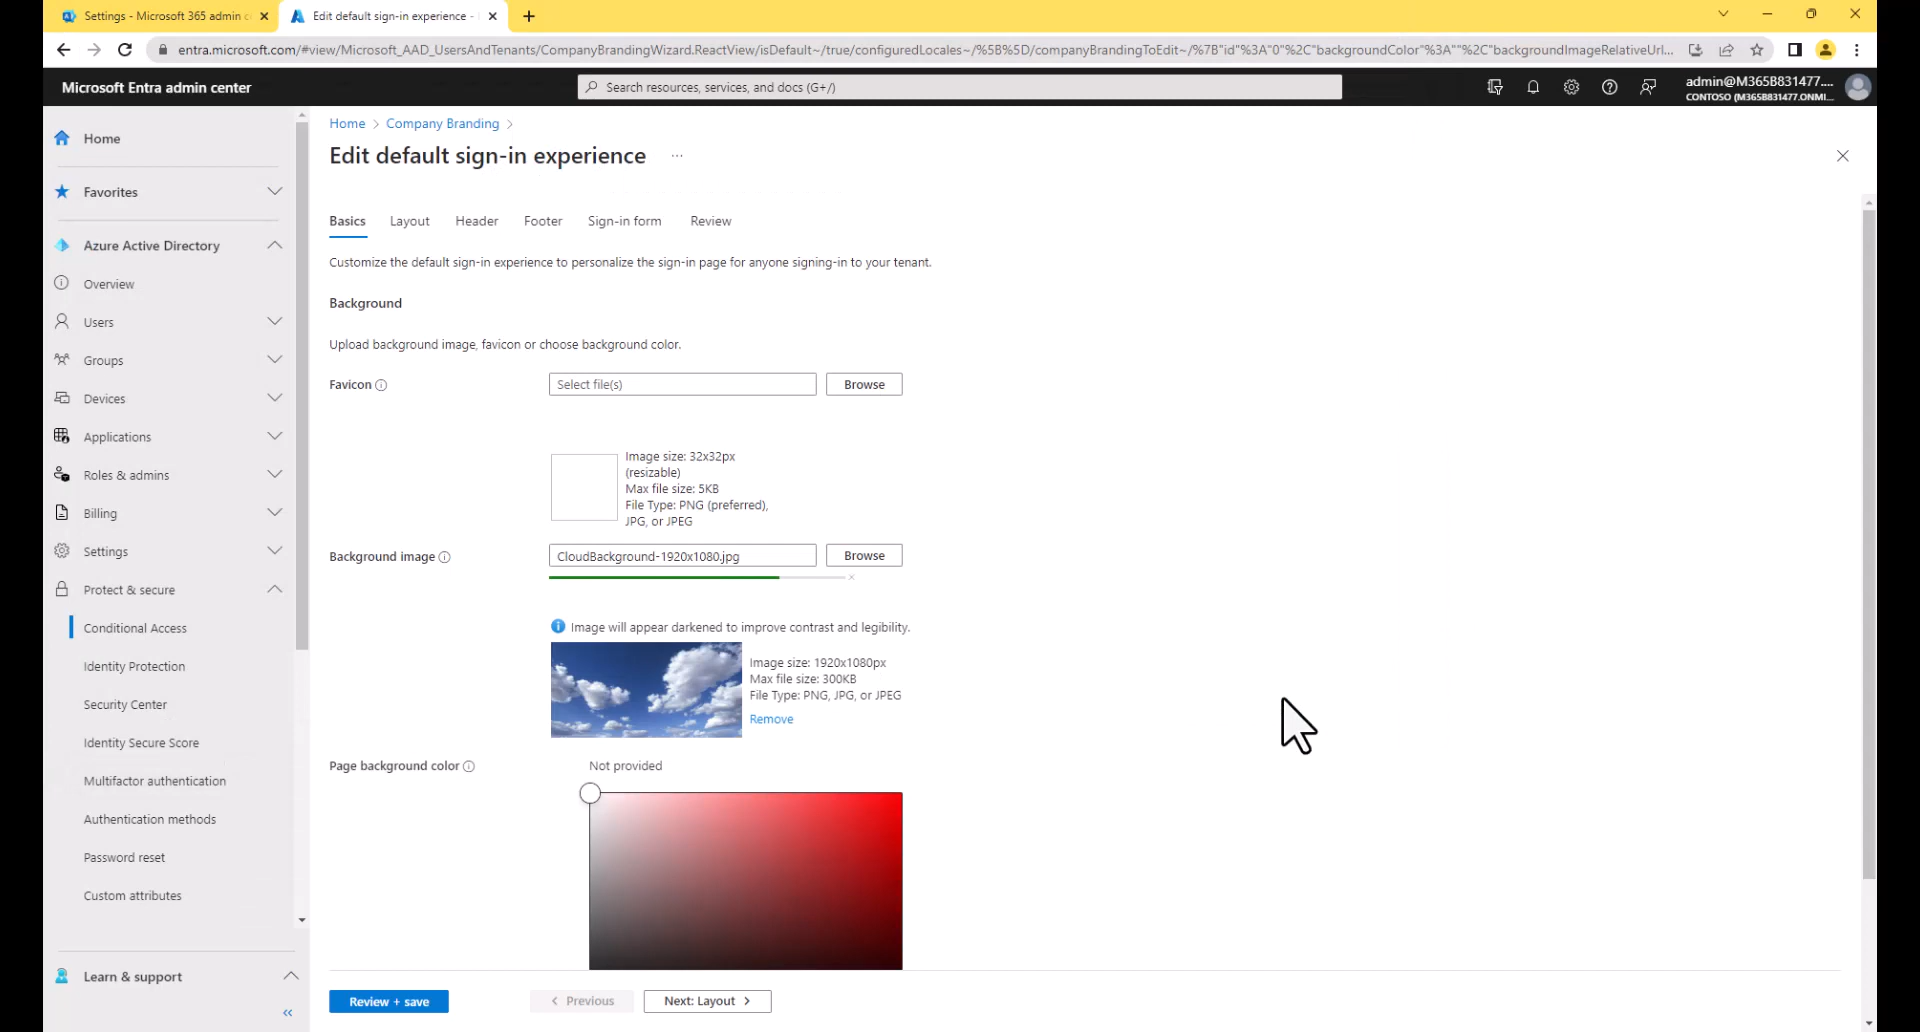 Settings - Microsoft 365 admin c
Edit default sign-in experience -
entra.microsoft.com/#view/Microsoft_AAD_UsersAndTenants/CompanyBrandingWizard.ReactView/isDefault~/true/configuredLocales~/%5B%5D/companyBrandingToEdit~/%7B"id"%3A"0"%2C"backgroundColor"%3A""%2C"backgroundImageRelativeUrl...
Microsoft Entra admin center
Search resources, services, and docs (G+/)
admin@M365B831477....
CONTOSO (M365B831477.ONMI...
Home
Favorites
Azure Active Directory
Overview
Users
Groups
Devices
Applications
Roles & admins
Billing
Settings
Protect & secure
Conditional Access
Identity Protection
Security Center
Identity Secure Score
Multifactor authentication
Authentication methods
Password reset
Custom attributes
Learn & support
Home > Company Branding >
Edit default sign-in experience ...
Basics Layout Header Footer Sign-in form Review
Customize the default sign-in experience to personalize the sign-in page for anyone signing-in to your tenant.
Background
Upload background image, favicon or choose background color.
Favicon
Select file(s)
Browse
Image size: 32x32px
(resizable)
Max file size: 5KB
File Type: PNG (preferred),
JPG, or JPEG
Background image
CloudBackground-1920x1080.jpg
Browse
Image will appear darkened to improve contrast and legibility.
Image size: 1920x1080px
Max file size: 300KB
File Type: PNG, JPG, or JPEG
Remove
Page background color
Not provided
Review + save
< Previous
Next: Layout >